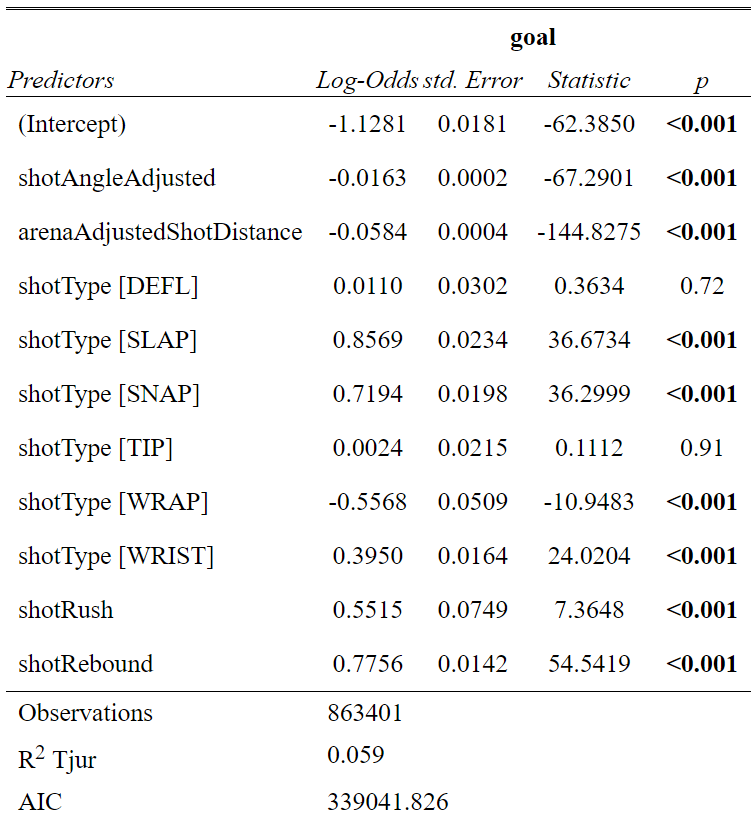 goal
Predictors Log-Odds std. Error Statistic p
(Intercept) -1.1281 0.0181 -62.3850 <0.001
shotAngleAdjusted -0.0163 0.0002 -67.2901 <0.001
arenaAdjustedShotDistance -0.0584 0.0004 -144.8275 <0.001
shotType [DEFL] 0.0110 0.0302 0.3634 0.72
shotType [SLAP] 0.8569 0.0234 36.6734 <0.001
shotType [SNAP] 0.7194 0.0198 36.2999 <0.001
shotType [TIP] 0.0024 0.0215 0.1112 0.91
shotType [WRAP] -0.5568 0.0509 -10.9483 <0.001
shotType [WRIST] 0.3950 0.0164 24.0204 <0.001
shotRush 0.5515 0.0749 7.3648 <0.001
shotRebound 0.7756 0.0142 54.5419 <0.001
Observations 863401
R2 Tjur 0.059
AIC 339041.826